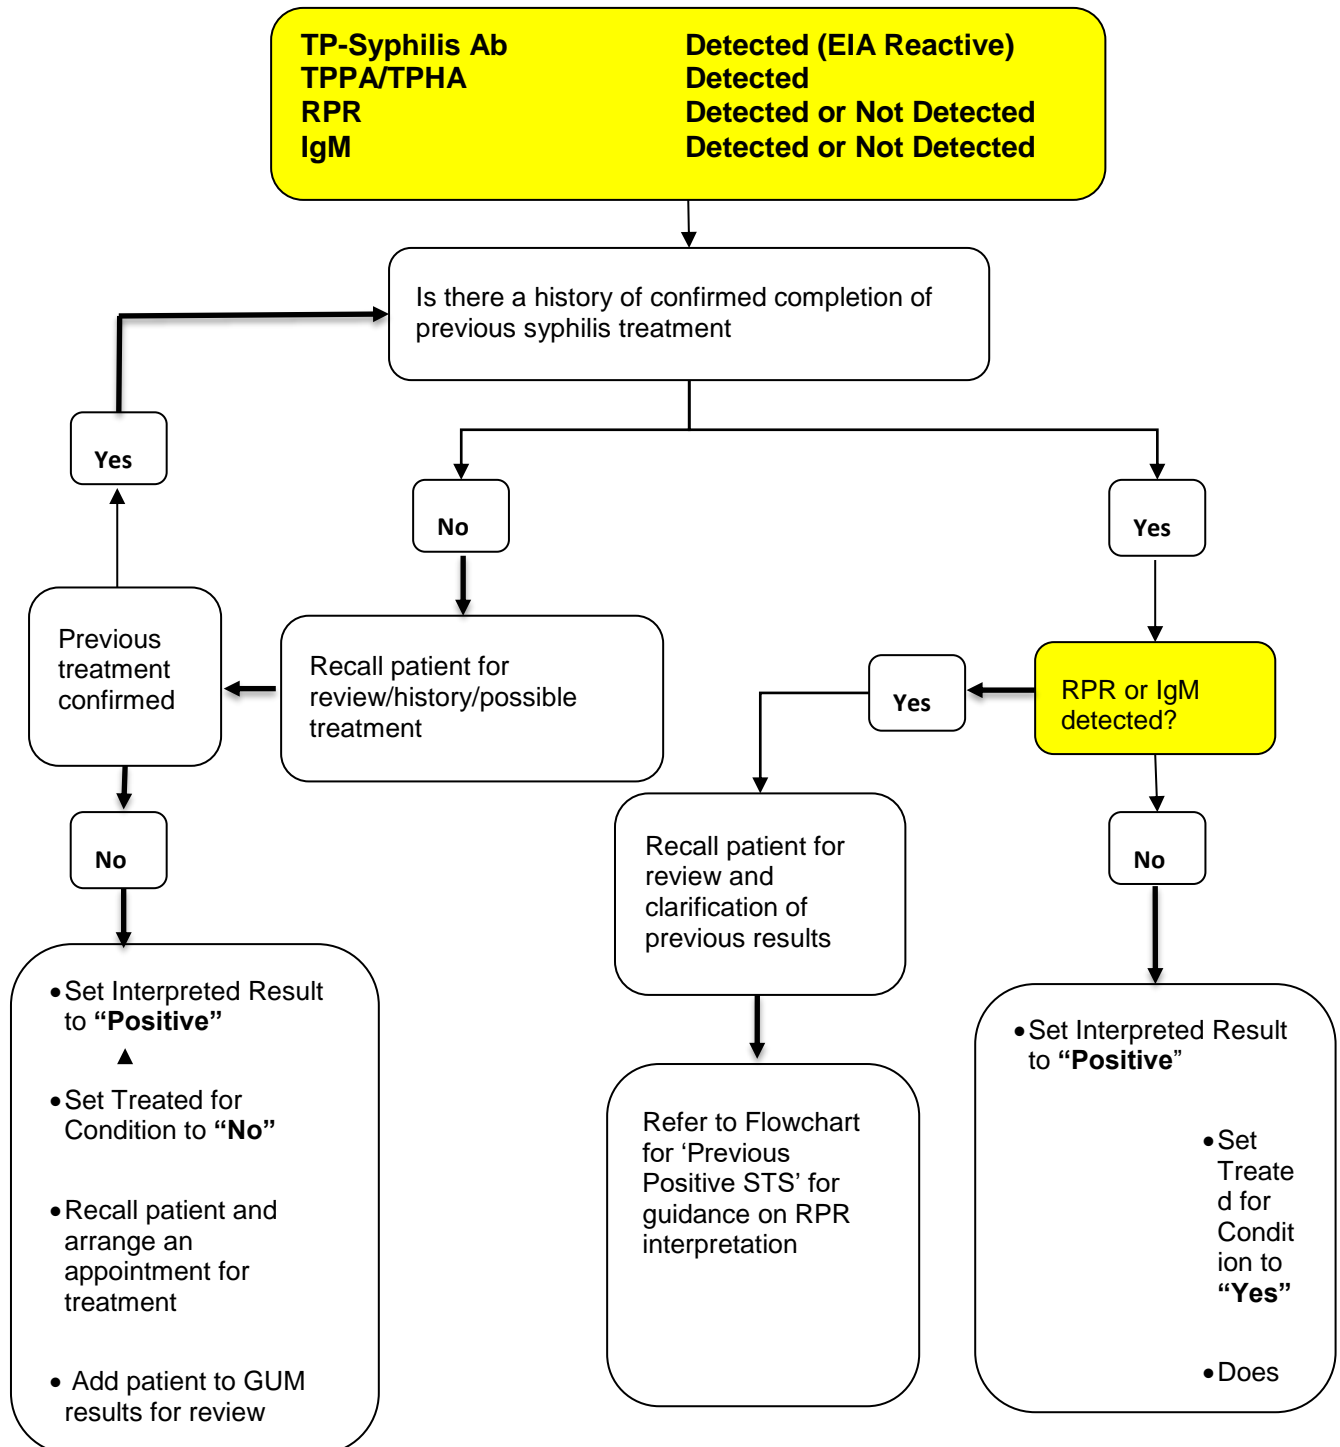 TP-Syphilis Ab Detected (EIA Reactive)
TPPA/TPHA Detected
RPR Detected or Not Detected
IgM Detected or Not Detected
Is there a history of confirmed completion of
previous syphilis treatment
Yes
No
Yes
Previous
treatment
confirmed
Recall patient for
review/history/possible
treatment
Yes
RPR or IgM
detected?
No
Recall patient for
review and
clarification of
previous results
No
•Set Interpreted Result
to “Positive”
•Set Treated for
Condition to “No”
•Recall patient and
arrange an
appointment for
treatment
• Add patient to GUM
results for review
Refer to Flowchart
for ‘Previous
Positive STS’ for
guidance on RPR
interpretation
•Set Interpreted Result
to “Positive”
•Set
Treate
d for
Condit
ion to
“Yes”
•Does